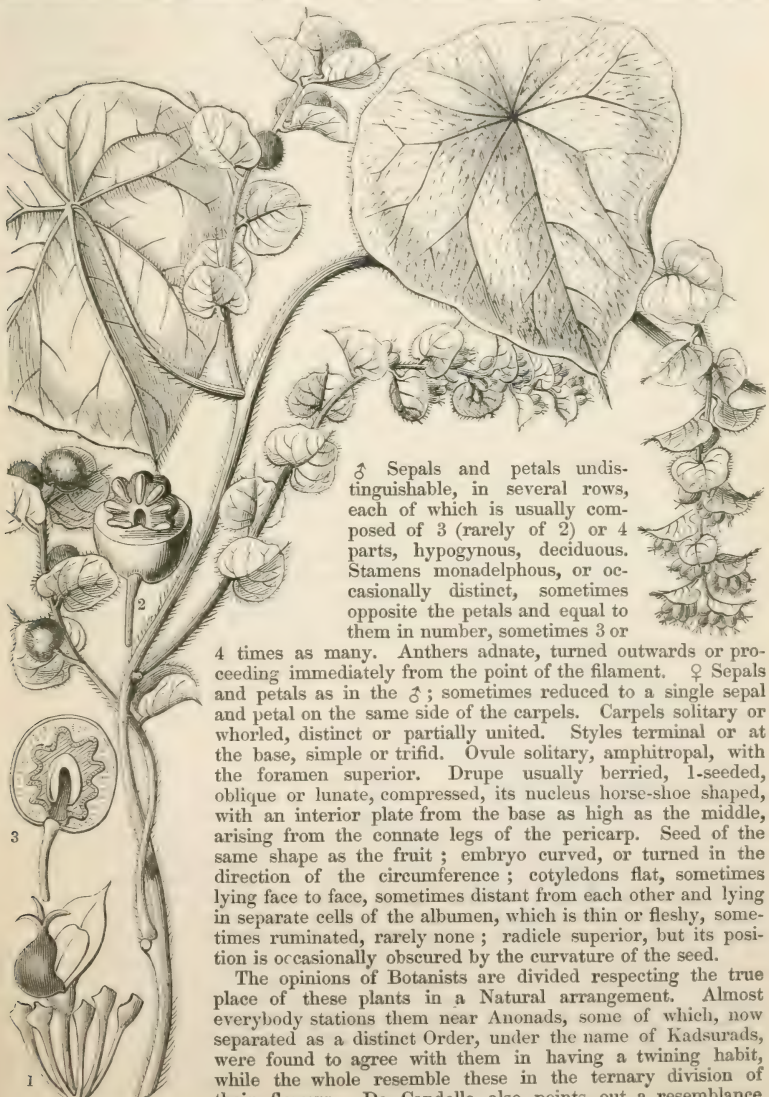 ♂ Sepals and petals undis-
tinguishable, in several rows,
each of which is usually com-
posed of 3 (rarely of 2) or 4
parts, hypogynous, deciduous.
Stamens monadelphous, or oc-
casionally distinct, sometimes
opposite the petals and equal to
them in number, sometimes 3 or
4 times as many. Anthers adnate, turned outwards or pro-
ceeding immediately from the point of the filament. ♀ Sepals
and petals as in the ♂; sometimes reduced to a single sepal
and petal on the same side of the carpels. Carpels solitary or
whorled, distinct or partially united. Styles terminal or at
the base, simple or trifid. Ovule solitary, amphitropal, with
the foramen superior. Drupe usually berried, 1-seeded,
oblique or lunate, compressed, its nucleus horse-shoe shaped,
with an interior plate from the base as high as the middle,
arising from the connate legs of the pericarp. Seed of the
same shape as the fruit; embryo curved, or turned in the
direction of the circumference; cotyledons flat, sometimes
lying face to face, sometimes distant from each other and lying
in separate cells of the albumen, which is thin or fleshy, some-
times ruminated, rarely none; radicle superior, but its posi-
tion is occasionally obscured by the curvature of the seed.
The opinions of Botanists are divided respecting the true
place of these plants in a Natural arrangement. Almost
everybody stations them near Anonads, some of which, now
separated as a distinct Order, under the name of Kadsurads,
were found to agree with them in having a twining habit,
while the whole resemble these in the ternary division of
their flowers. De Candolle also points out a resemblance
2
3
1